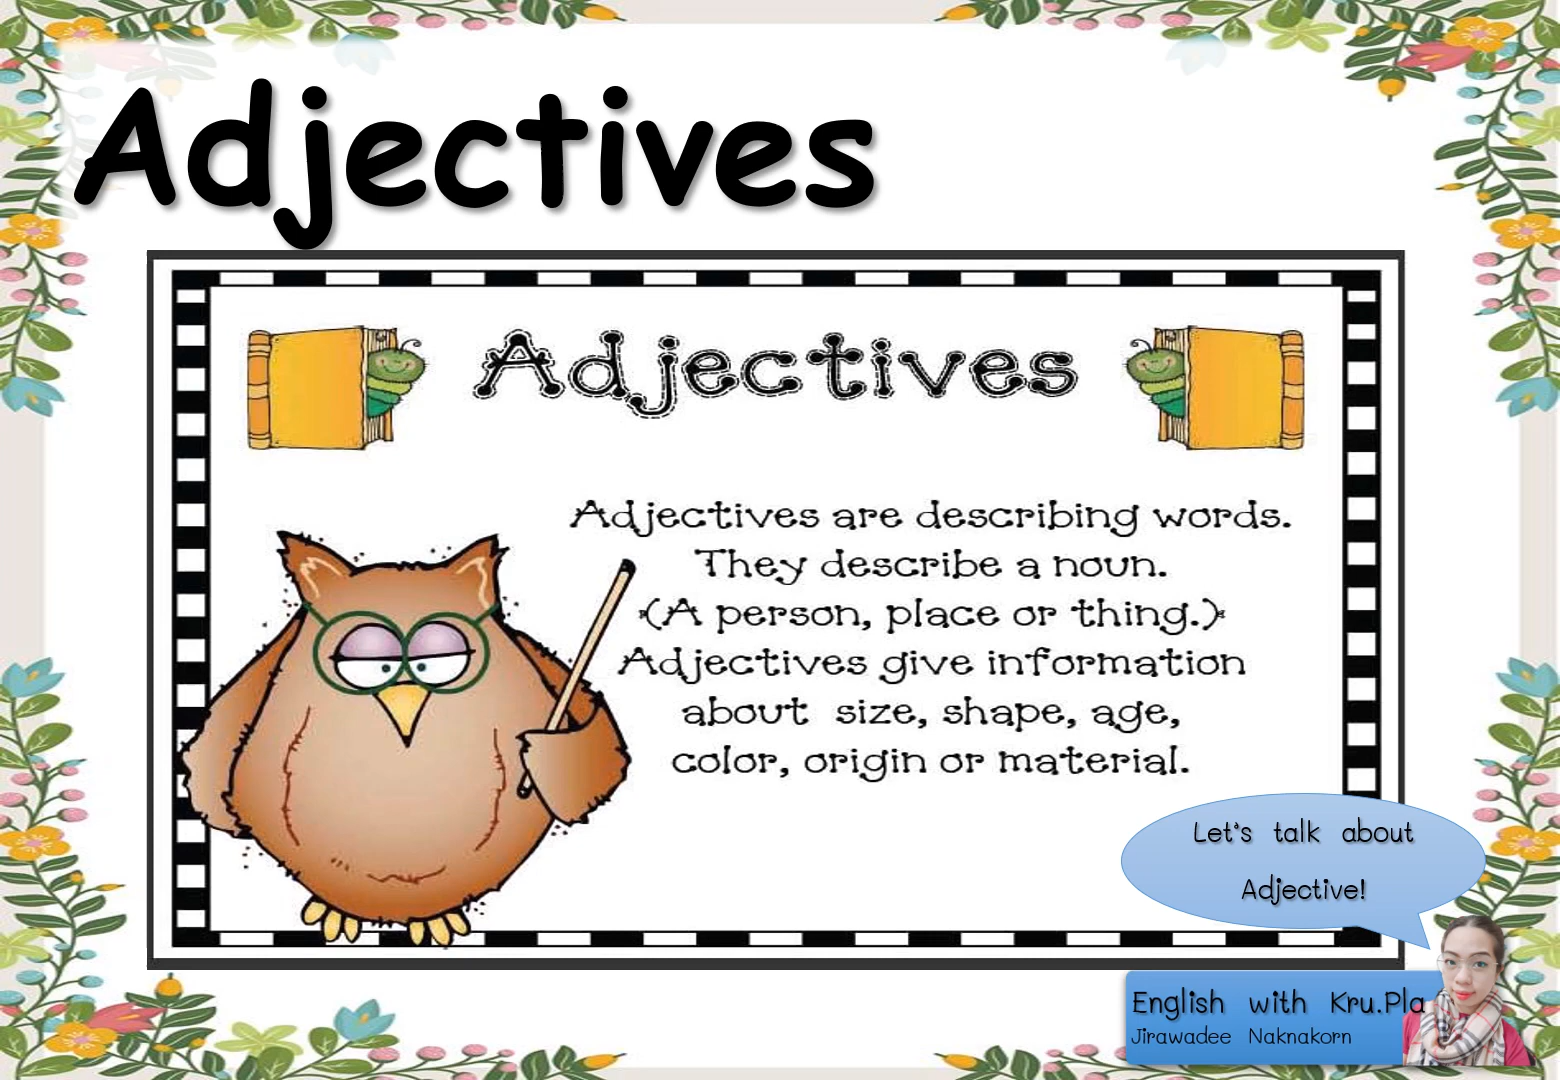 Adjectives
Adjectives
Adjectives are describing words.
They describe a noun.
(A person, place or thing.)
Adjectives give information
about size, shape, age,
color, origin or material.
Let's talk about
Adjective!
English with Kru.Pla
Jirawadee Naknakorn